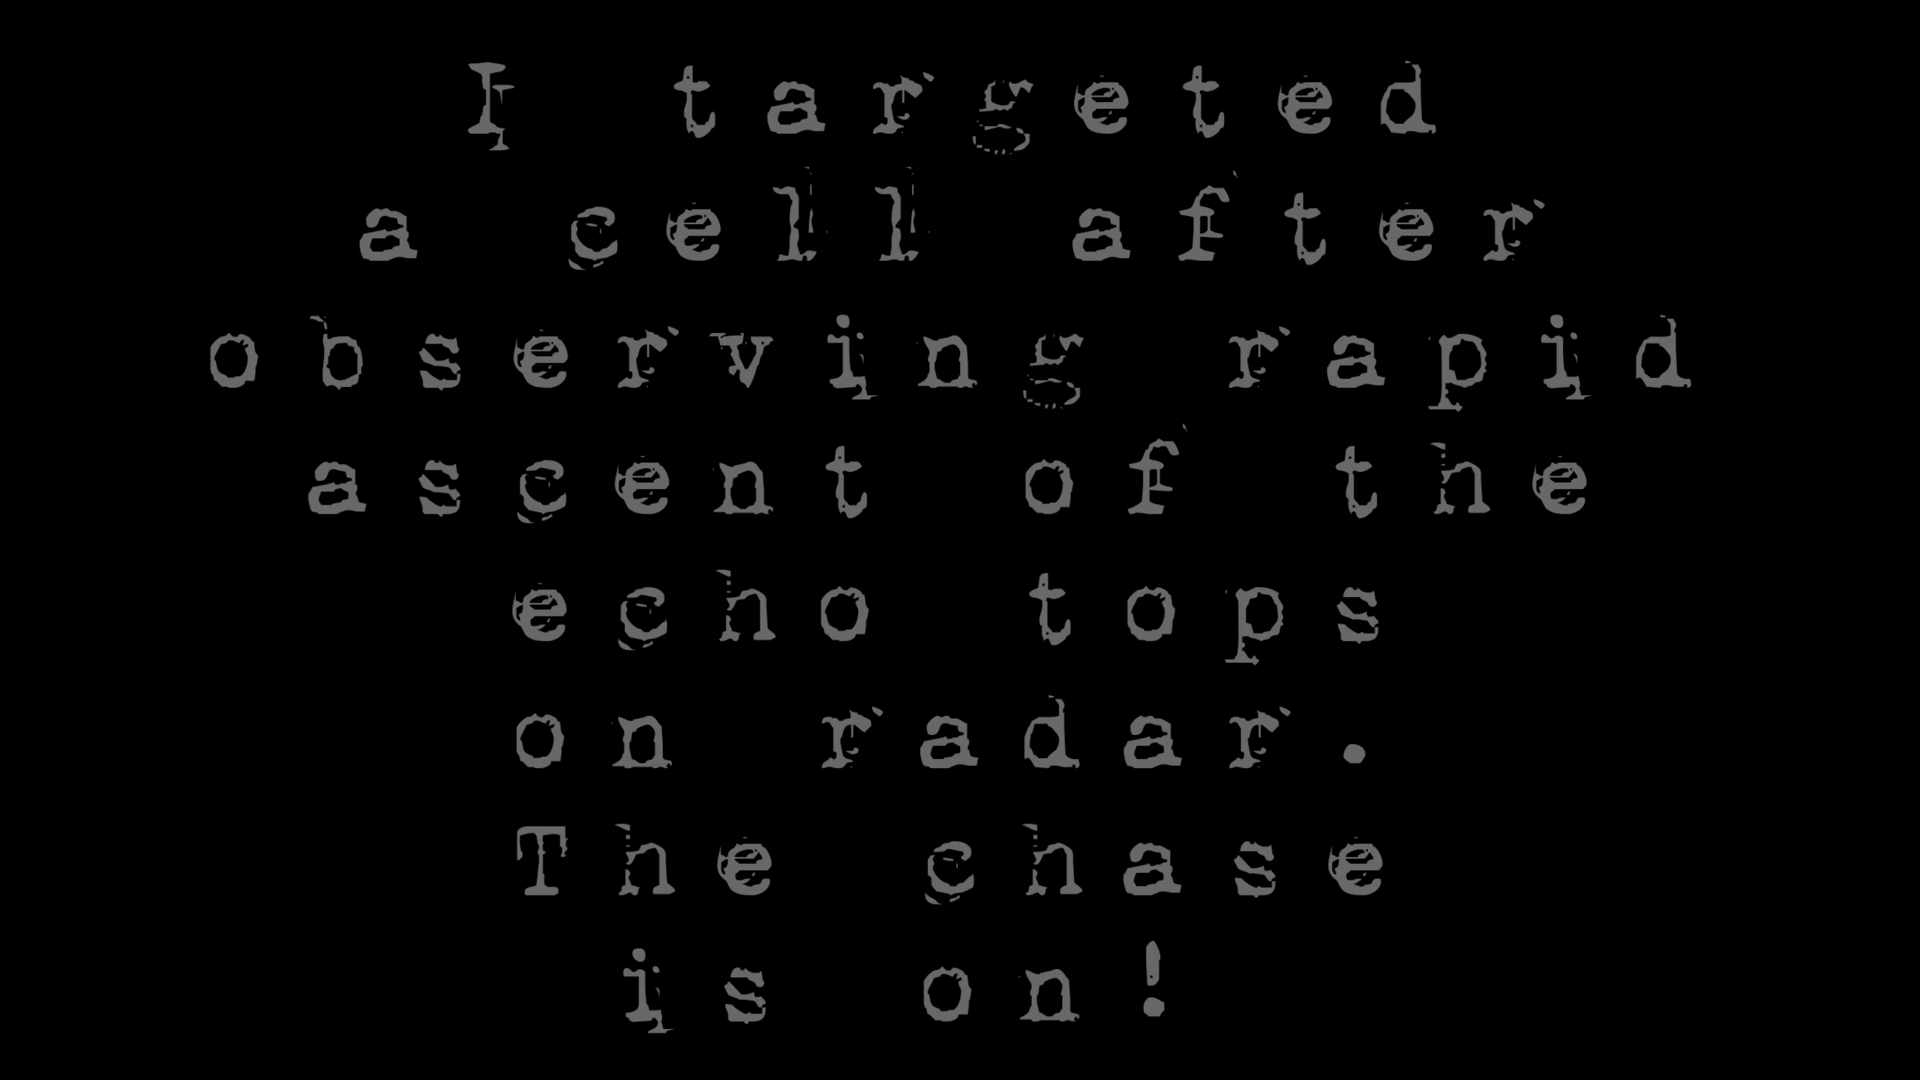 I targeted
a cell after
observing rapid
ascent of the
echo tops
on radar.
The chase
is on!